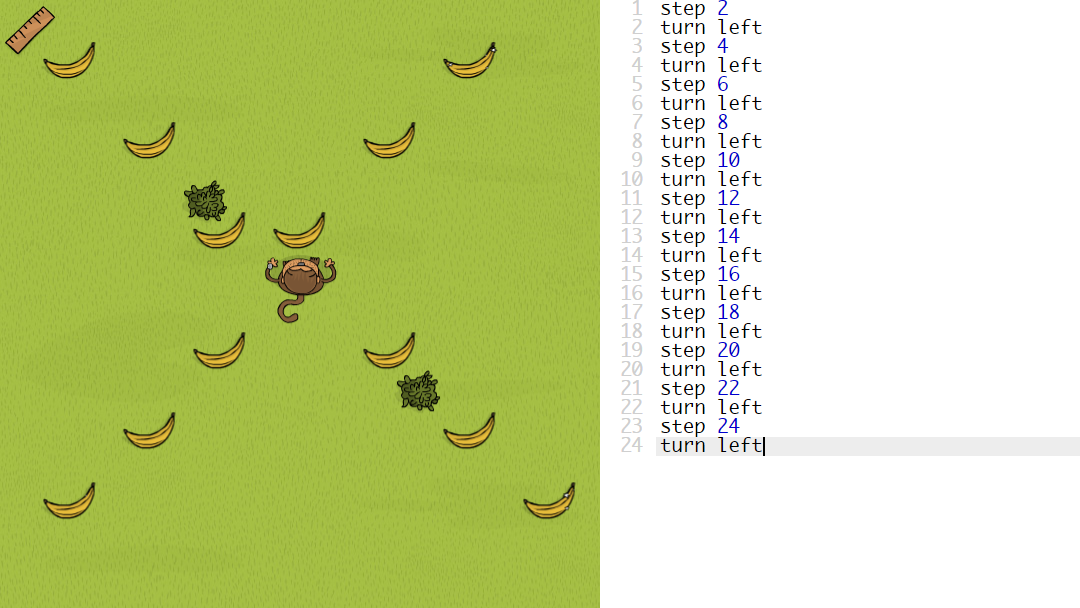 1 step 2
2 turn left
3 step 4
4 turn left
5 step 6
6 turn left
7 step 8
8 turn left
9 step 10
10 turn left
11 step 12
12 turn left
13 step 14
14 turn left
15 step 16
16 turn left
17 step 18
18 turn left
19 step 20
20 turn left
21 step 22
22 turn left
23 step 24
24 turn left